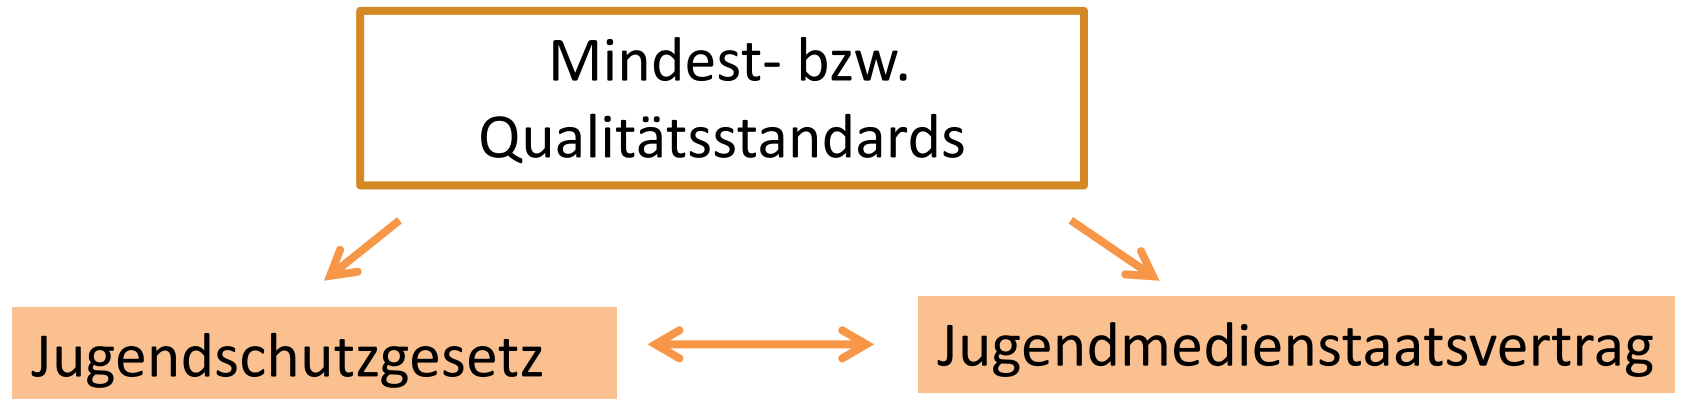 Mindest- bzw.
Qualitätsstandards
Jugendschutzgesetz
Jugendmedienstaatsvertrag